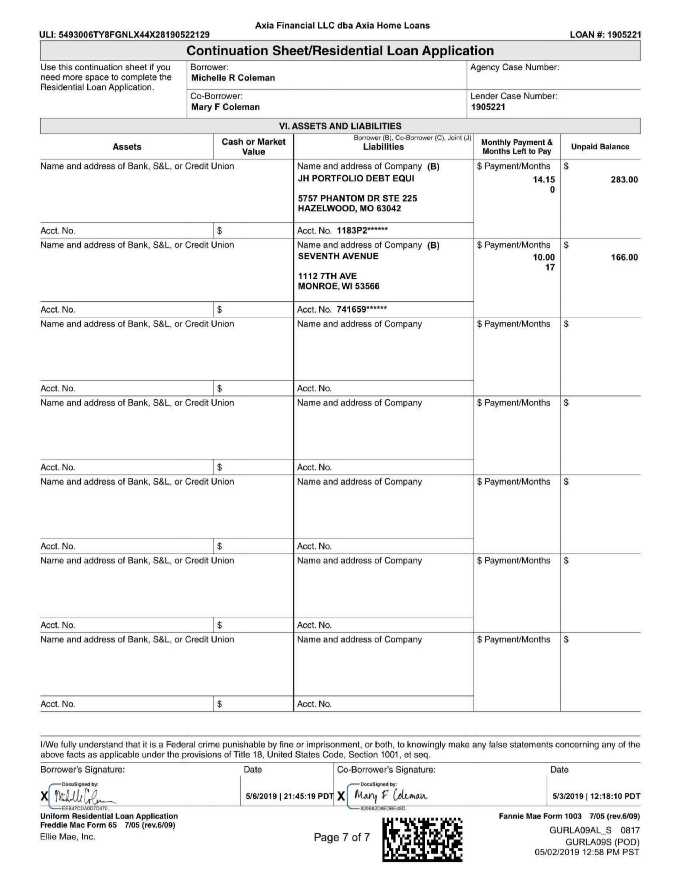 Axia Financial LLC dba Axia Home Loans
ULI: 5493006TY8FGNLX44X28190522129
LOAN #: 1905221
Continuation Sheet/Residential Loan Application
Use this continuation sheet if you
need more space to complete the
Residential Loan Application.
Borrower:
Michelle R Coleman
Agency Case Number:
Co-Borrower:
Mary F Coleman
Lender Case Number:
1905221
VI. ASSETS AND LIABILITIES
Assets
Cash or Market
Value
Borrower (B), Co-Borrower (C), Joint (J)
Liabilities
Monthly Payment &
Months Left to Pay
Unpaid Balance
Name and address of Bank, S&L, or Credit Union
Name and address of Company (B)
JH PORTFOLIO DEBT EQUI
5757 PHANTOM DR STE 225
HAZELWOOD, MO 63042
$ Payment/Months
14.15
0
$
283.00
Acct. No.
$
Acct. No. 1183P2******
Name and address of Bank, S&L, or Credit Union
Name and address of Company (B)
SEVENTH AVENUE
1112 7TH AVE
MONROE, WI 53566
$ Payment/Months
10.00
17
$
166.00
Acct. No.
$
Acct. No. 741659******
Name and address of Bank, S&L, or Credit Union
Name and address of Company
$ Payment/Months
$
Acct. No.
$
Acct. No.
Name and address of Bank, S&L, or Credit Union
Name and address of Company
$ Payment/Months
$
Acct. No.
$
Acct. No.
Name and address of Bank, S&L, or Credit Union
Name and address of Company
$ Payment/Months
$
Acct. No.
$
Acct. No.
Name and address of Bank, S&L, or Credit Union
Name and address of Company
$ Payment/Months
$
Acct. No.
$
Acct. No.
Name and address of Bank, S&L, or Credit Union
Name and address of Company
$ Payment/Months
$
Acct. No.
$
Acct. No.
I/We fully understand that it is a Federal crime punishable by fine or imprisonment, or both, to knowingly make any false statements concerning any of the
above facts as applicable under the provisions of Title 18, United States Code, Section 1001, et seq.
Borrower's Signature:
Date
Co-Borrower's Signature:
Date
DocuSigned by:
X
5/6/2019 | 21:45:19 PDT
DocuSigned by:
X Mary F Coleman
5/3/2019 | 12:18:10 PDT
Uniform Residential Loan Application
Freddie Mac Form 65 7/05 (rev.6/09)
Fannie Mae Form 1003 7/05 (rev.6/09)
Ellie Mae, Inc.
Page 7 of 7
GURLA09AL_S 0817
GURLA09S (POD)
05/02/2019 12:58 PM PST